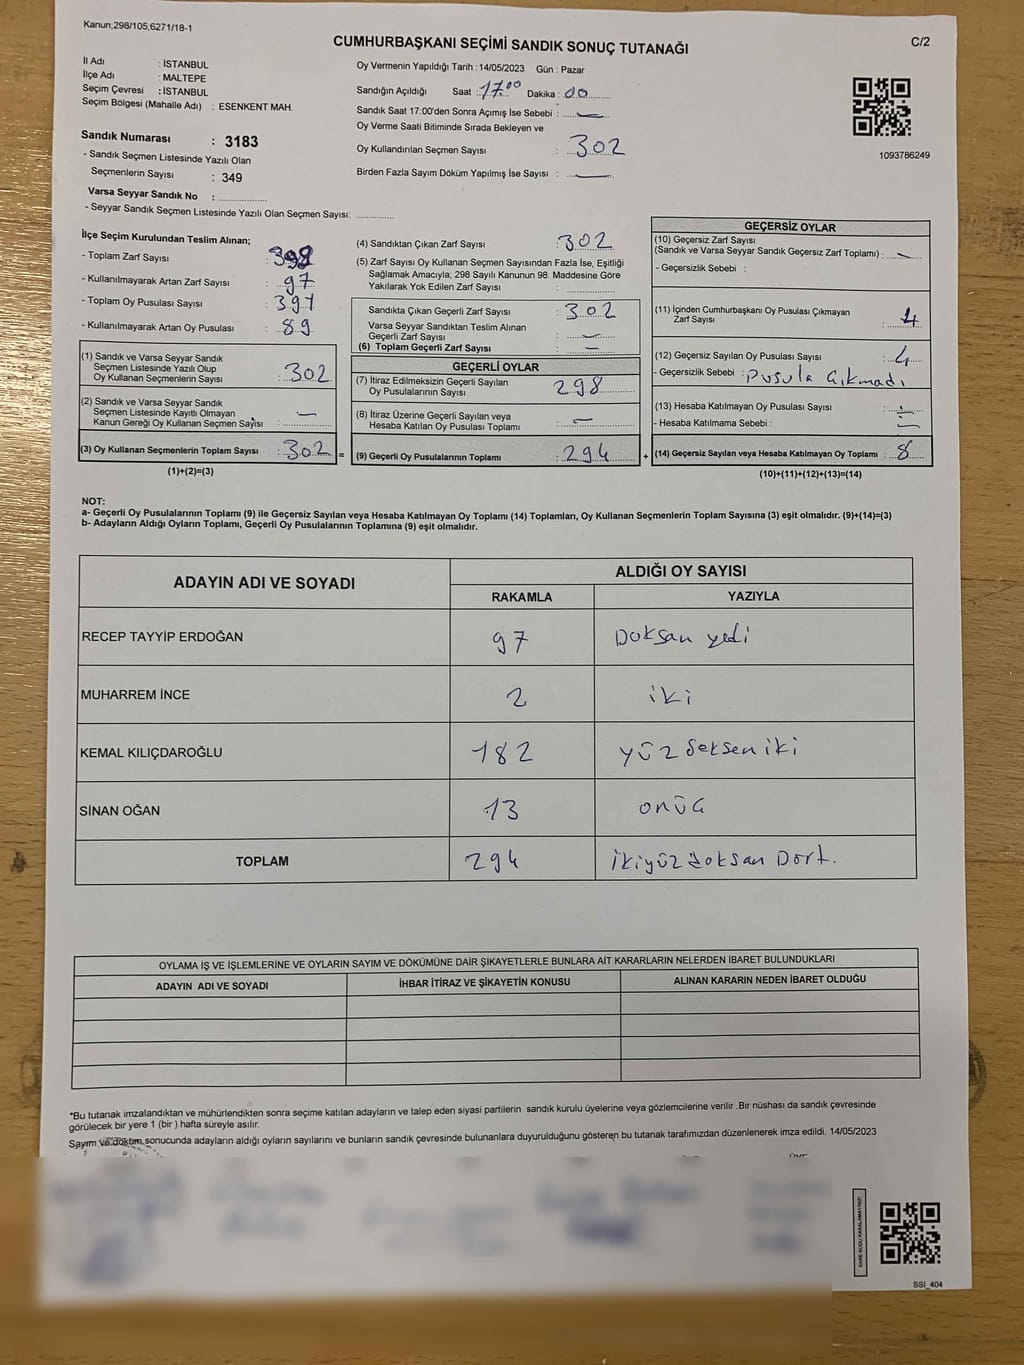 Kanun,298/105,6271/18-1
C/2
CUMHURBAŞKANI SEÇİMİ SANDIK SONUÇ TUTANAĞI
İl Adı : İSTANBUL
İlçe Adı : MALTEPE
Seçim Çevresi : İSTANBUL
Seçim Bölgesi (Mahalle Adı) : ESENKENT MAH.
Sandık Numarası : 3183
- Sandık Seçmen Listesinde Yazılı Olan
Seçmenlerin Sayısı : 349
Varsa Seyyar Sandık No : ................
- Seyyar Sandık Seçmen Listesinde Yazılı Olan Seçmen Sayısı: ............
Oy Vermenin Yapıldığı Tarih : 14/05/2023 Gün : Pazar
Sandığın Açıldığı Saat : 17.00 Dakika : 00
Sandık Saat 17:00'den Sonra Açımış İse Sebebi : —
Oy Verme Saati Bitiminde Sırada Bekleyen ve
Oy Kullandırılan Seçmen Sayısı : 302
Birden Fazla Sayım Döküm Yapılmış İse Sayısı : —
1093786249
İlçe Seçim Kurulundan Teslim Alınan;
- Toplam Zarf Sayısı : 398
- Kullanılmayarak Artan Zarf Sayısı : 97
- Toplam Oy Pusulası Sayısı : 391
- Kullanılmayarak Artan Oy Pusulası : 89
(1) Sandık ve Varsa Seyyar Sandık
Seçmen Listesinde Yazılı Olup
Oy Kullanan Seçmenlerin Sayısı : 302
(2) Sandık ve Varsa Seyyar Sandık
Seçmen Listesinde Kayıtlı Olmayan
Kanun Gereği Oy Kullanan Seçmen Sayısı : —
(3) Oy Kullanan Seçmenlerin Toplam Sayısı : 302 =
(1)+(2)=(3)
(4) Sandıktan Çıkan Zarf Sayısı : 302
(5) Zarf Sayısı Oy Kullanan Seçmen Sayısından Fazla İse, Eşitliği
Sağlamak Amacıyla; 298 Sayılı Kanunun 98. Maddesine Göre
Yakılarak Yok Edilen Zarf Sayısı : ............
Sandıkta Çıkan Geçerli Zarf Sayısı : 302
Varsa Seyyar Sandıktan Teslim Alınan
Geçerli Zarf Sayısı : —
(6) Toplam Geçerli Zarf Sayısı : —
GEÇERLİ OYLAR
(7) İtiraz Edilmeksizin Geçerli Sayılan
Oy Pusulalarının Sayısı : 298
(8) İtiraz Üzerine Geçerli Sayılan veya
Hesaba Katılan Oy Pusulası Toplamı : —
(9) Geçerli Oy Pusulalarının Toplamı : 294 +
GEÇERSİZ OYLAR
(10) Geçersiz Zarf Sayısı
(Sandık ve Varsa Seyyar Sandık Geçersiz Zarf Toplamı) : —
- Geçersizlik Sebebi :
(11) İçinden Cumhurbaşkanı Oy Pusulası Çıkmayan
Zarf Sayısı : 4
(12) Geçersiz Sayılan Oy Pusulası Sayısı : 4
- Geçersizlik Sebebi : Pusula Çıkmadı
(13) Hesaba Katılmayan Oy Pusulası Sayısı : —
- Hesaba Katılmama Sebebi : —
(14) Geçersiz Sayılan veya Hesaba Katılmayan Oy Toplamı : 8
(10)+(11)+(12)+(13)=(14)
NOT:
a- Geçerli Oy Pusulalarının Toplamı (9) ile Geçersiz Sayılan veya Hesaba Katılmayan Oy Toplamı (14) Toplamları, Oy Kullanan Seçmenlerin Toplam Sayısına (3) eşit olmalıdır. (9)+(14)=(3)
b- Adayların Aldığı Oyların Toplamı, Geçerli Oy Pusulalarının Toplamına (9) eşit olmalıdır.
ADAYIN ADI VE SOYADI
ALDIĞI OY SAYISI
RAKAMLA YAZIYLA
RECEP TAYYİP ERDOĞAN 97 Doksan yedi
MUHARREM İNCE 2 iki
KEMAL KILIÇDAROĞLU 182 yüz seksen iki
SİNAN OĞAN 13 onüç
TOPLAM 294 ikiyüz doksan Dört.
OYLAMA İŞ VE İŞLEMLERİNE VE OYLARIN SAYIM VE DÖKÜMÜNE DAİR ŞİKAYETLERLE BUNLARA AİT KARARLARIN NELERDEN İBARET BULUNDUKLARI
ADAYIN ADI VE SOYADI İHBAR İTİRAZ VE ŞİKAYETİN KONUSU ALINAN KARARIN NEDEN İBARET OLDUĞU
*Bu tutanak imzalandıktan ve mühürlendikten sonra seçime katılan adayların ve talep eden siyasi partilerin sandık kurulu üyelerine veya gözlemcilerine verilir .Bir nüshası da sandık çevresinde
görülecek bir yere 1 (bir ) hafta süreyle asılır.
Sayım ve döküm sonucunda adayların aldığı oyların sayılarını ve bunların sandık çevresinde bulunanlara duyurulduğunu gösteren bu tutanak tarafımızdan düzenlenerek imza edildi. 14/05/2023
KARE KODU KARALAMAYINIZ!
SSI_404